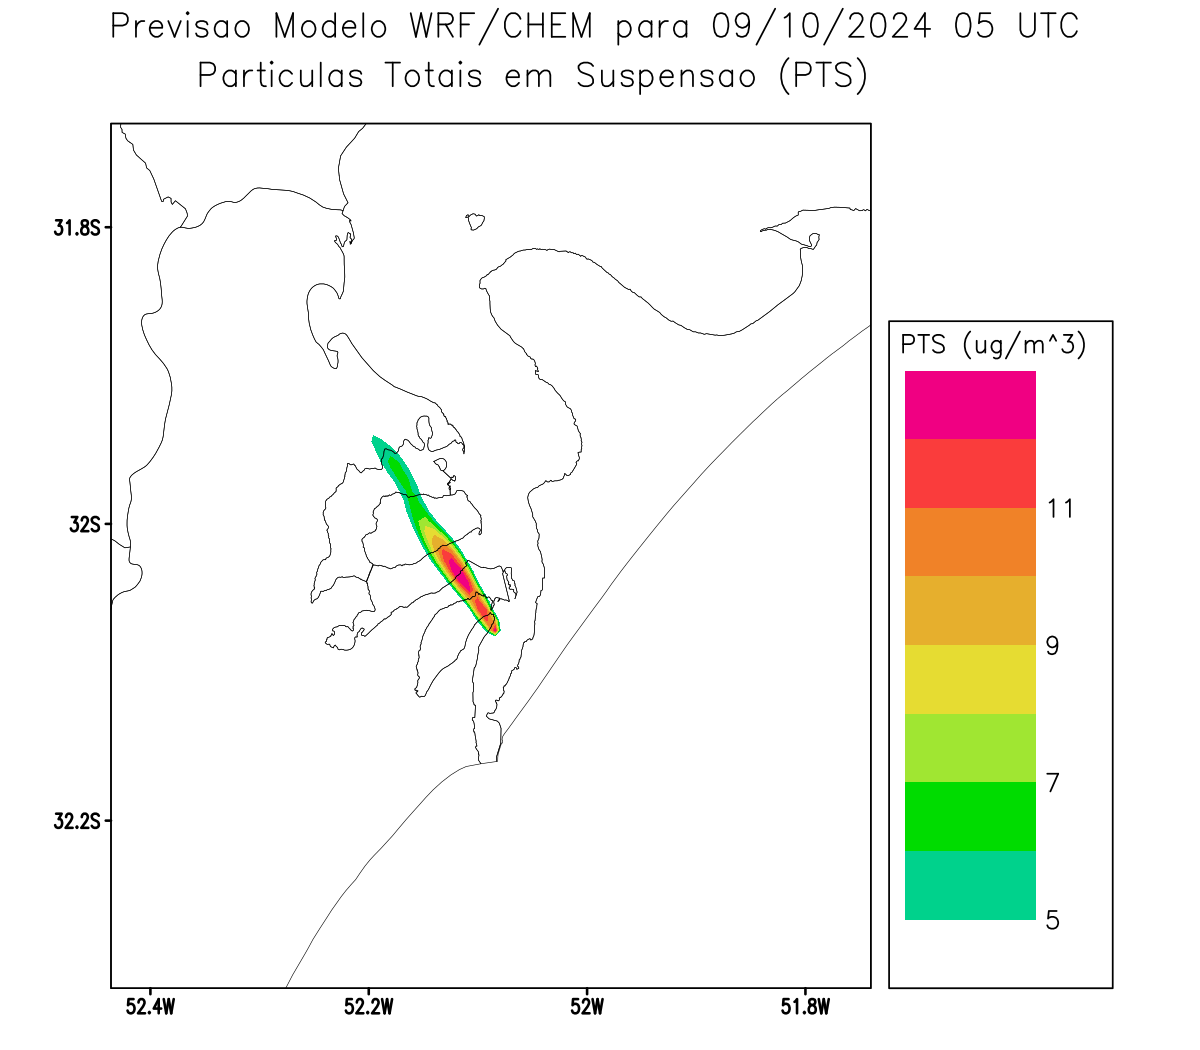 Previsao Modelo WRF/CHEM para 09/10/2024 05 UTC
Particulas Totais em Suspensao (PTS)
31.8S
32S
32.2S
52.4W
52.2W
52W
51.8W
PTS (ug/m^3)
11
9
7
5